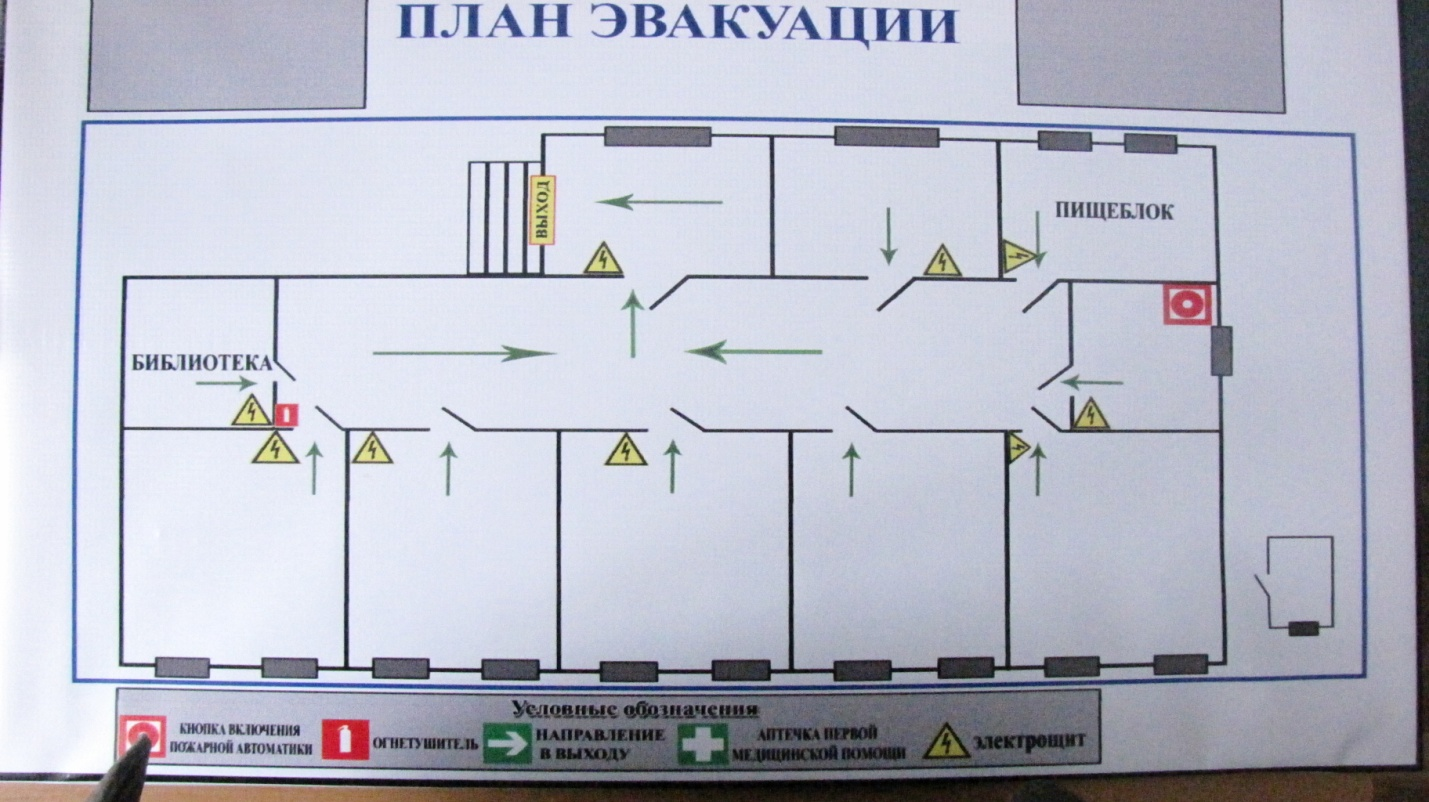 ПЛАН ЭВАКУАЦИИ
ВЫХОД
ПИЩЕБЛОК
БИБЛИОТЕКА
Условные обозначения
КНОПКА ВКЛЮЧЕНИЯ
ПОЖАРНОЙ АВТОМАТИКИ
ОГНЕТУШИТЕЛЬ
НАПРАВЛЕНИЕ
В ВЫХОДУ
АПТЕЧКА ПЕРВОЙ
МЕДИЦИНСКОЙ ПОМОЩИ
электрощит